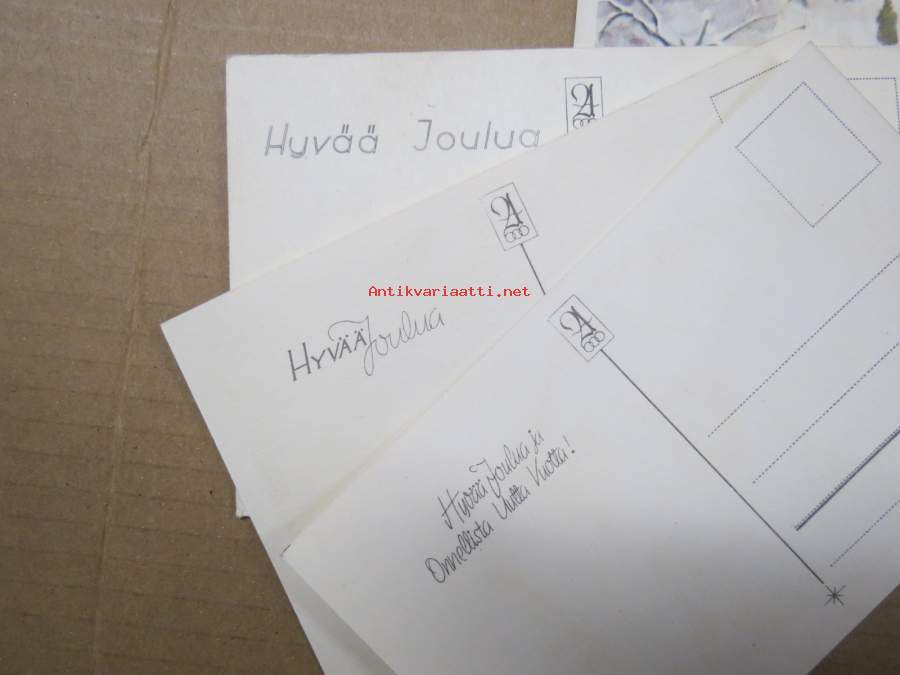 Hyvää Joulua
A
A
Antikvariaatti.net
HYVÄÄ Joulua
A
Hyvää Joulua ja
Onnellista Uutta Vuotta!